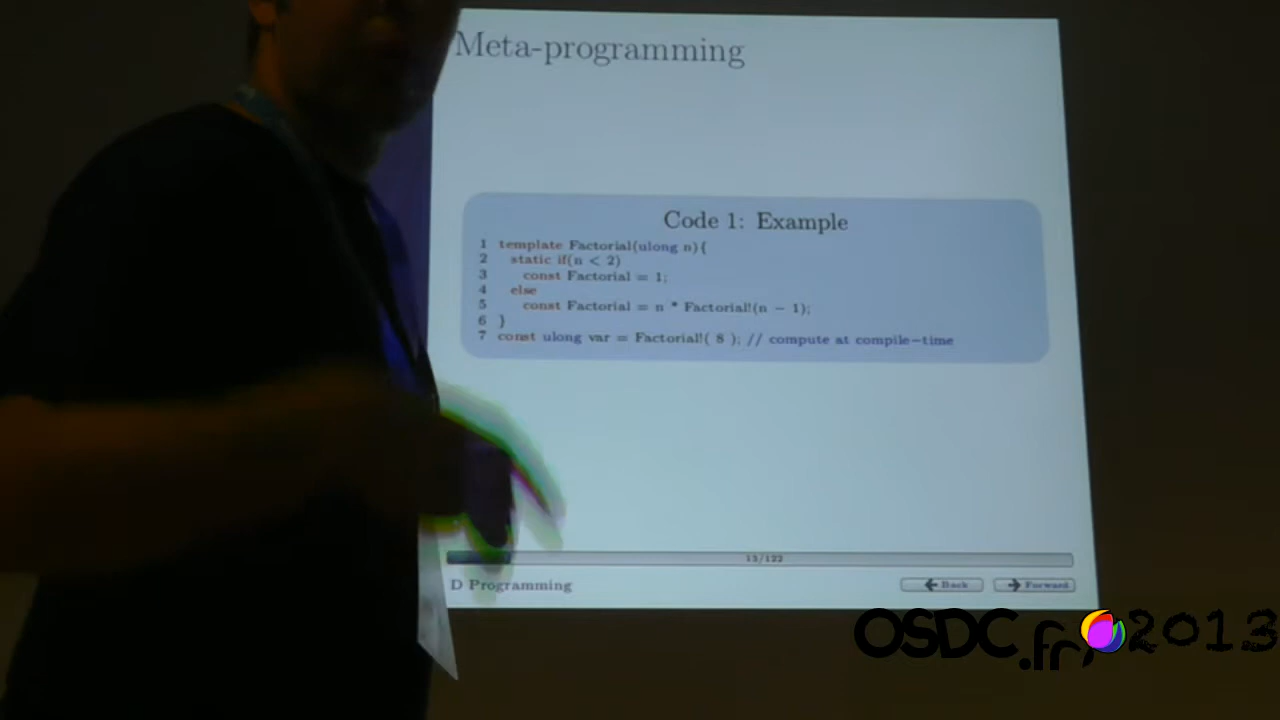 Meta-programming
Code 1: Example
1 template Factorial(ulong n){
2 static if(n < 2)
3 const Factorial = 1;
4 else
5 const Factorial = n * Factorial!(n − 1);
6 }
7 const ulong var = Factorial!( 8 ); // compute at compile−time
13/122
D Programming
Back
Forward
OSDC.fr 2013